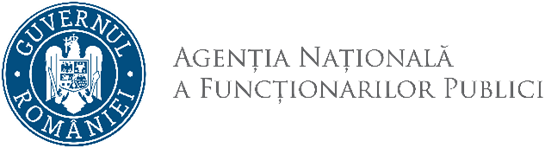 GUVERNUL
ROMÂNIEI
AGENȚIA NAȚIONALĂ
A FUNCȚIONARILOR PUBLICI